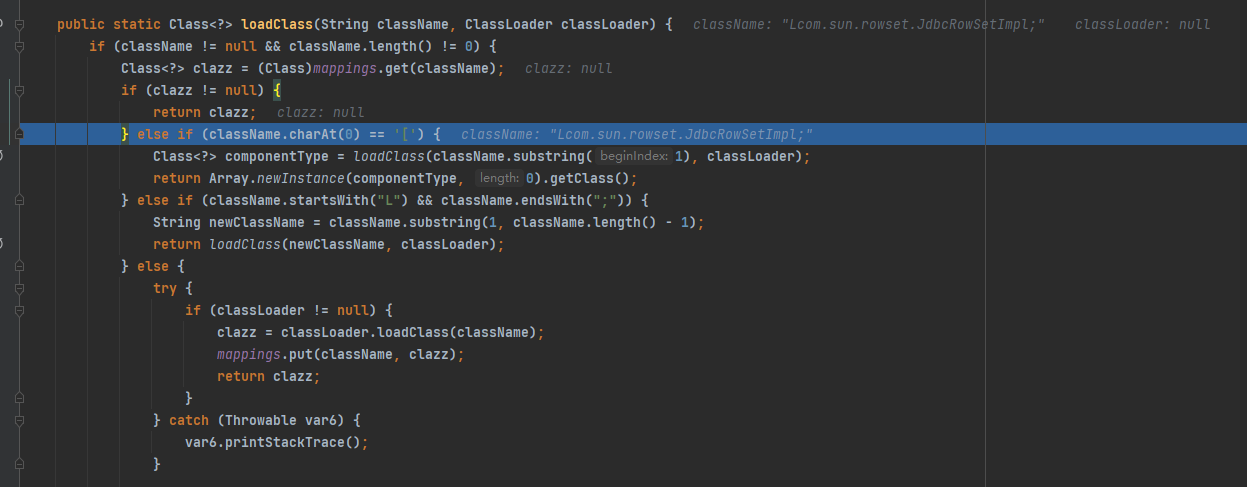 public static Class<?> loadClass(String className, ClassLoader classLoader) { className: "Lcom.sun.rowset.JdbcRowSetImpl;" classLoader: null
if (className != null && className.length() != 0) {
Class<?> clazz = (Class)mappings.get(className); clazz: null
if (clazz != null) {
return clazz; clazz: null
} else if (className.charAt(0) == '[') { className: "Lcom.sun.rowset.JdbcRowSetImpl;"
Class<?> componentType = loadClass(className.substring( beginIndex: 1), classLoader);
return Array.newInstance(componentType, length: 0).getClass();
} else if (className.startsWith("L") && className.endsWith(";")) {
String newClassName = className.substring(1, className.length() - 1);
return loadClass(newClassName, classLoader);
} else {
try {
if (classLoader != null) {
clazz = classLoader.loadClass(className);
mappings.put(className, clazz);
return clazz;
}
} catch (Throwable var6) {
var6.printStackTrace();
}